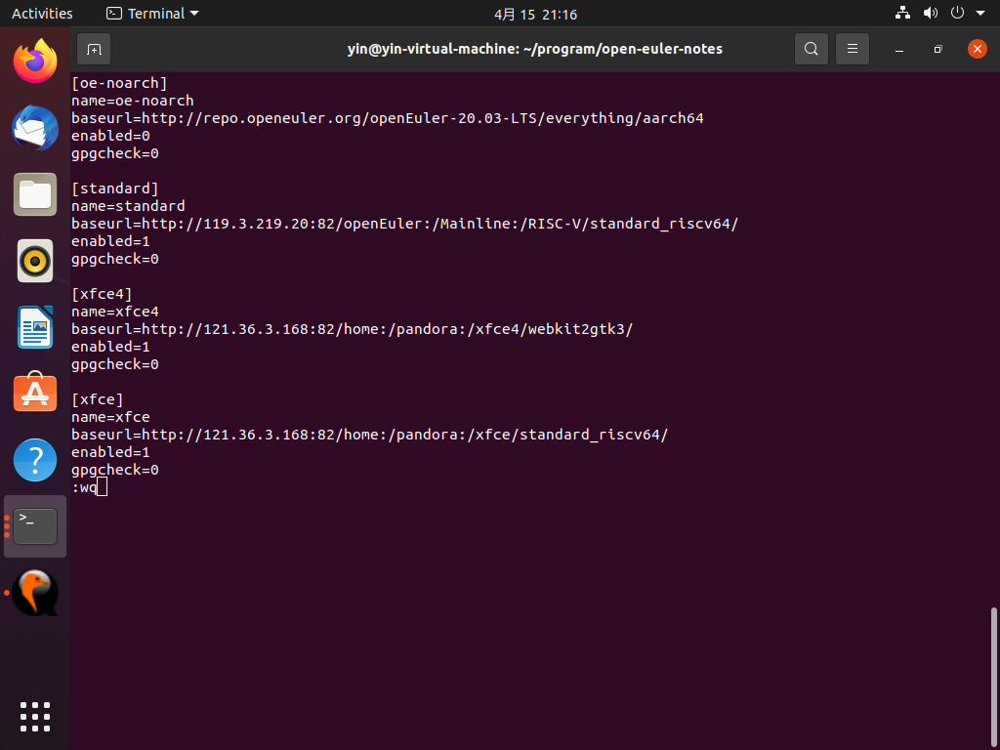 Activities
Terminal
4月 15 21:16
yin@yin-virtual-machine: ~/program/open-euler-notes
[oe-noarch]
name=oe-noarch
baseurl=http://repo.openeuler.org/openEuler-20.03-LTS/everything/aarch64
enabled=0
gpgcheck=0
[standard]
name=standard
baseurl=http://119.3.219.20:82/openEuler:/Mainline:/RISC-V/standard_riscv64/
enabled=1
gpgcheck=0
[xfce4]
name=xfce4
baseurl=http://121.36.3.168:82/home:/pandora:/xfce4/webkit2gtk3/
enabled=1
gpgcheck=0
[xfce]
name=xfce
baseurl=http://121.36.3.168:82/home:/pandora:/xfce/standard_riscv64/
enabled=1
gpgcheck=0
:wq